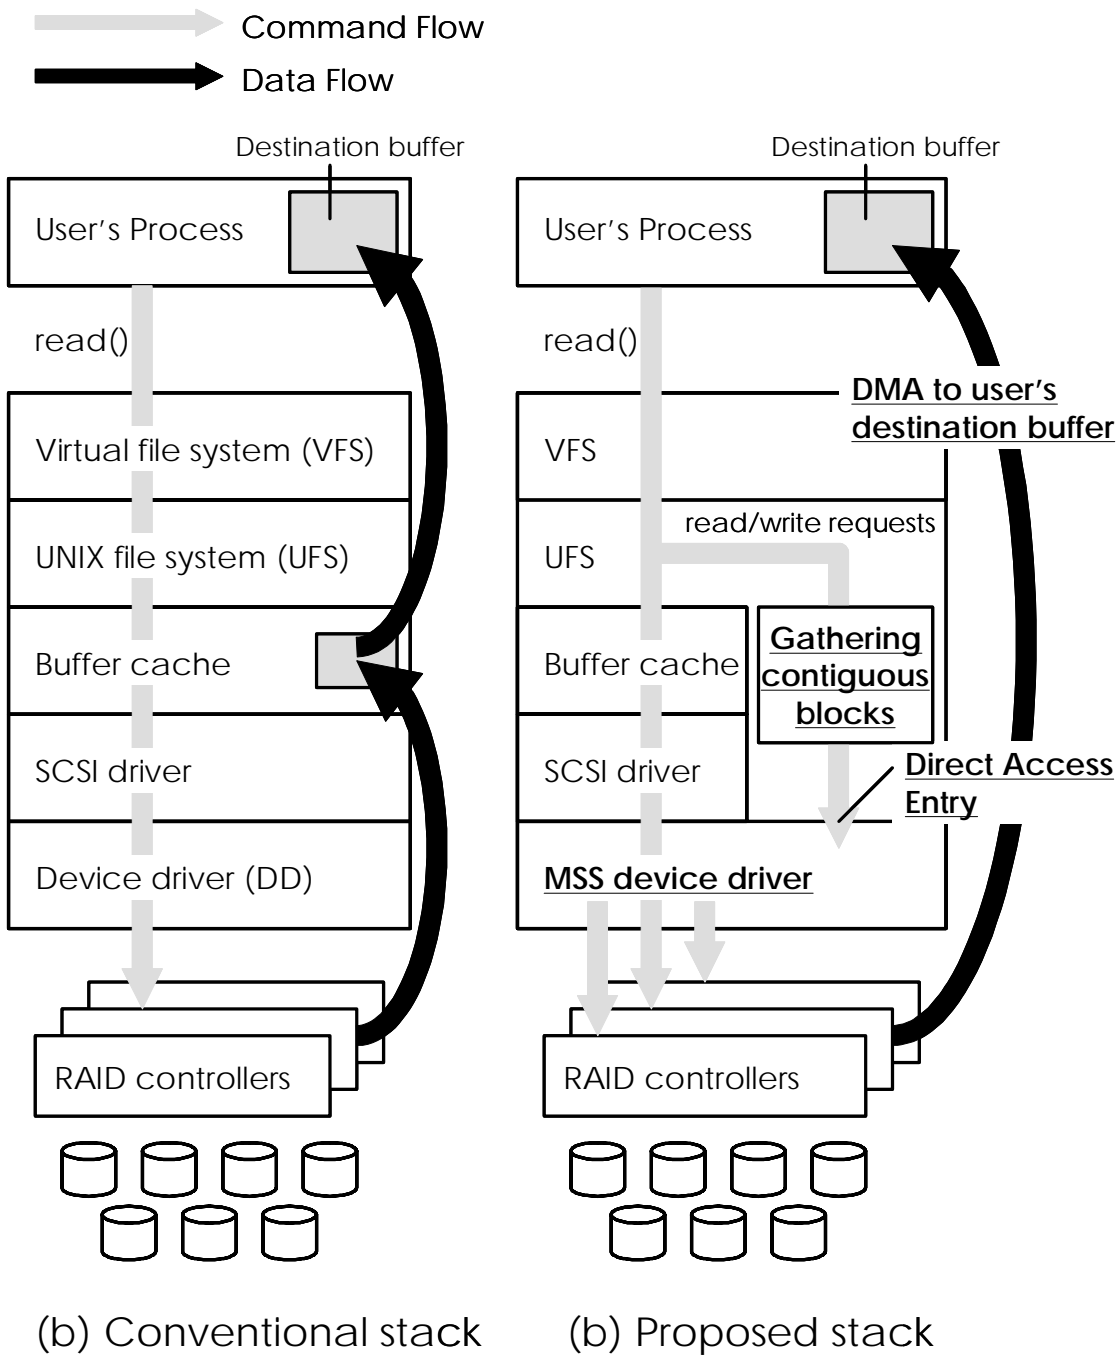 Command Flow
Data Flow
Destination buffer
User's Process
read()
Virtual file system (VFS)
UNIX file system (UFS)
Buffer cache
SCSI driver
Device driver (DD)
RAID controllers
(b) Conventional stack
Destination buffer
User's Process
read()
DMA to user's
destination buffer
VFS
read/write requests
UFS
Gathering
contiguous
blocks
Buffer cache
SCSI driver
Direct Access
Entry
MSS device driver
RAID controllers
(b) Proposed stack